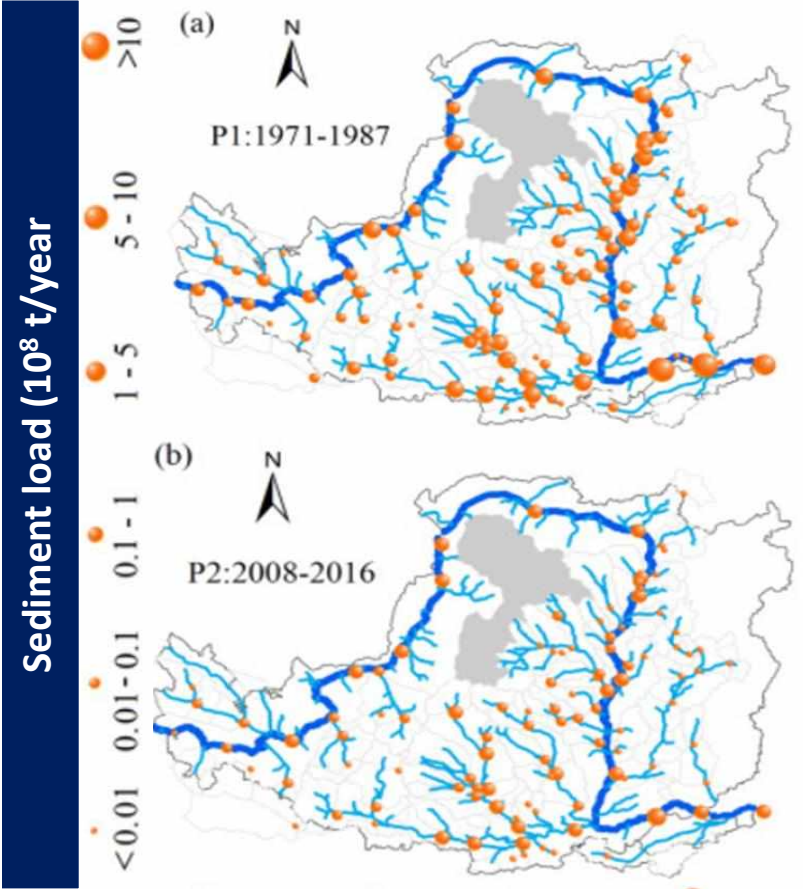 Sediment load (10⁸ t/year)
>10
5 - 10
1 - 5
0.1 - 1
0.01 - 0.1
<0.01
(a)
N
P1:1971-1987
(b)
N
P2:2008-2016